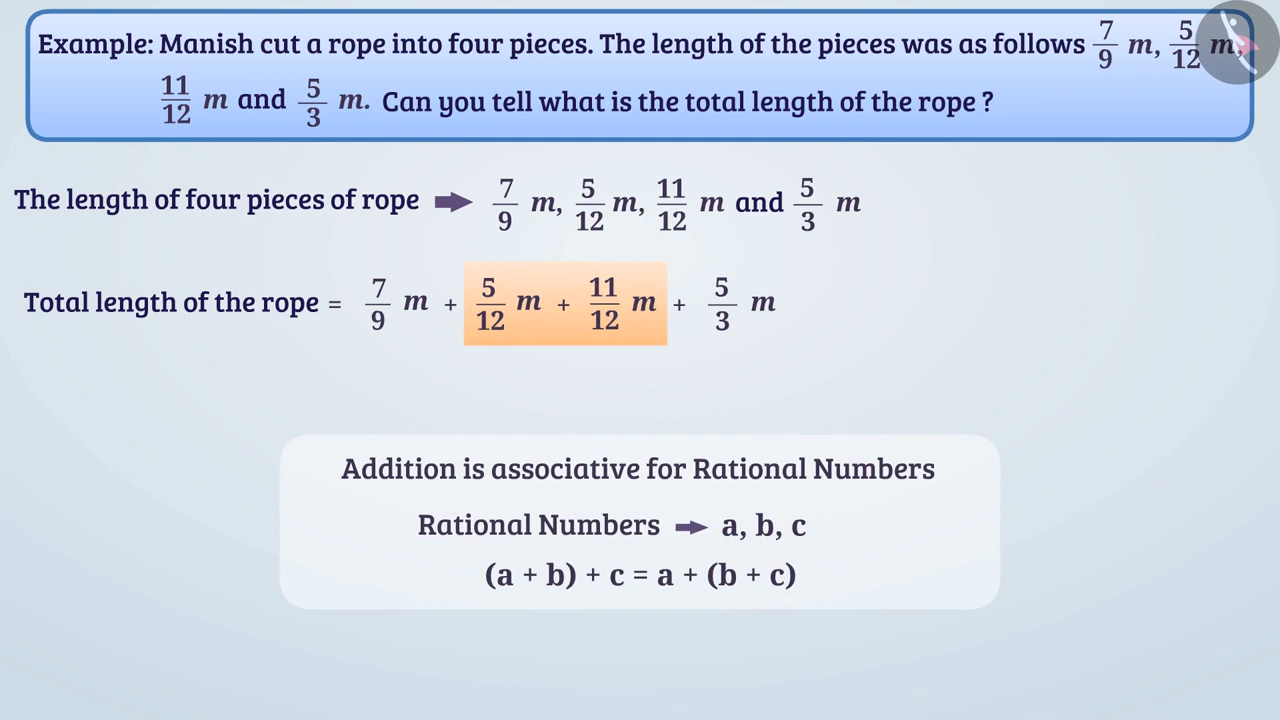 Example: Manish cut a rope into four pieces. The length of the pieces was as follows 7/9 m, 5/12 m,
11/12 m and 5/3 m. Can you tell what is the total length of the rope ?
The length of four pieces of rope ➡ 7/9 m, 5/12 m, 11/12 m and 5/3 m
Total length of the rope = 7/9 m + 5/12 m + 11/12 m + 5/3 m
Addition is associative for Rational Numbers
Rational Numbers ➡ a, b, c
(a + b) + c = a + (b + c)